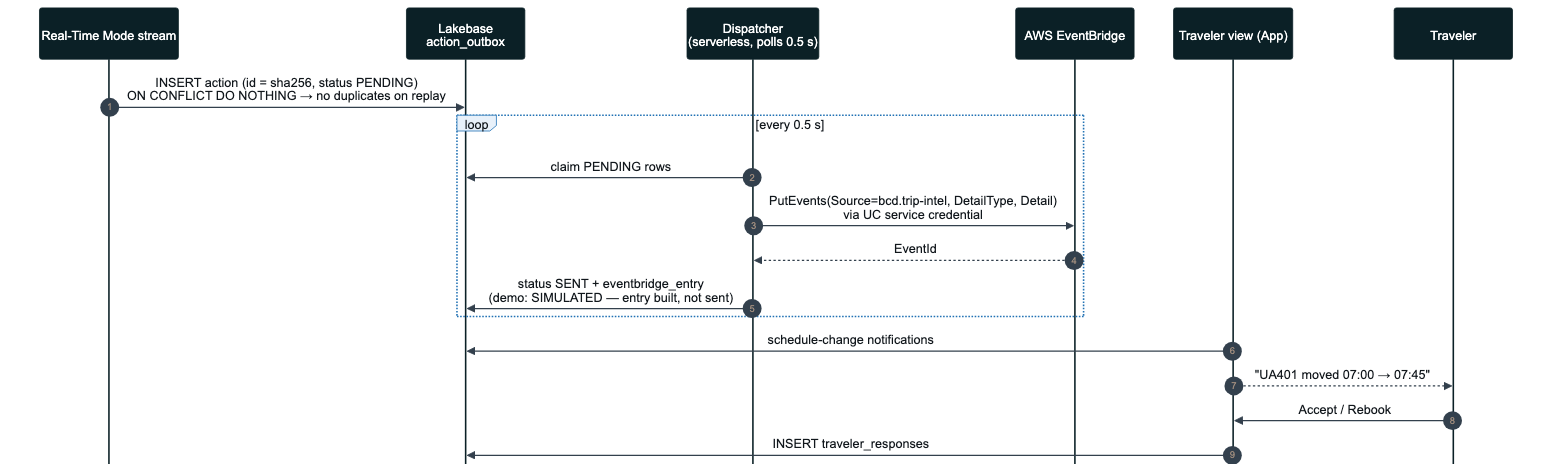 Real-Time Mode stream
Lakebase
action_outbox
Dispatcher
(serverless, polls 0.5 s)
AWS EventBridge
Traveler view (App)
Traveler
INSERT action (id = sha256, status PENDING)
ON CONFLICT DO NOTHING → no duplicates on replay
1
loop
[every 0.5 s]
claim PENDING rows
2
PutEvents(Source=bcd.trip-intel, DetailType, Detail)
via UC service credential
3
EventId
4
status SENT + eventbridge_entry
(demo: SIMULATED — entry built, not sent)
5
schedule-change notifications
6
"UA401 moved 07:00 → 07:45"
7
Accept / Rebook
8
INSERT traveler_responses
9